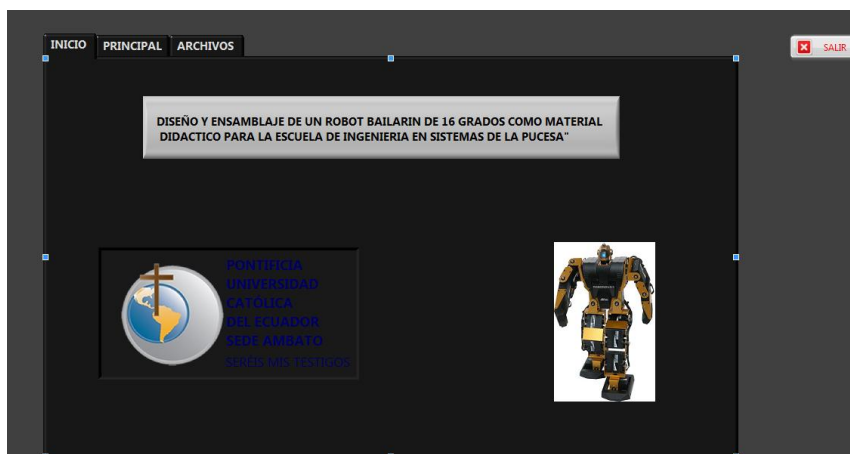 INICIO PRINCIPAL ARCHIVOS
SALIR
DISEÑO Y ENSAMBLAJE DE UN ROBOT BAILARIN DE 16 GRADOS COMO MATERIAL
DIDACTICO PARA LA ESCUELA DE INGENIERIA EN SISTEMAS DE LA PUCESA"
PONTIFICIA
UNIVERSIDAD
CATÓLICA
DEL ECUADOR
SEDE AMBATO
SERÉIS MIS TESTIGOS